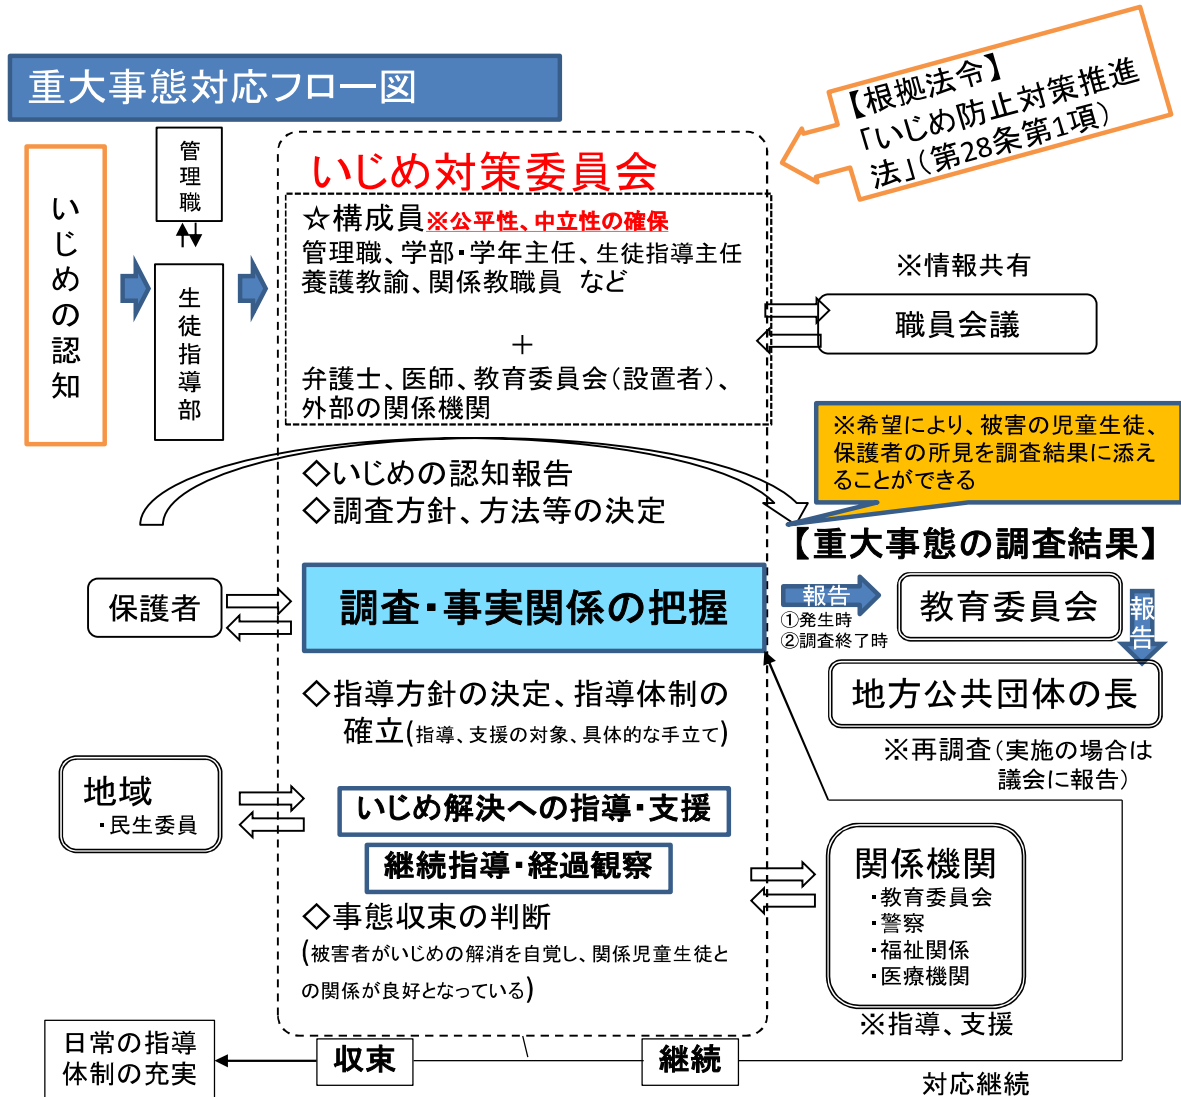 重大事態対応フロー図
【根拠法令】
「いじめ防止対策推進
法」(第28条第1項)
いじめの認知
管理職
生徒指導部
いじめ対策委員会
☆構成員※公平性、中立性の確保
管理職、学部・学年主任、生徒指導主任
養護教諭、関係教職員 など
＋
弁護士、医師、教育委員会(設置者)、
外部の関係機関
※情報共有
職員会議
※希望により、被害の児童生徒、
保護者の所見を調査結果に添え
ることができる
◇いじめの認知報告
◇調査方針、方法等の決定
【重大事態の調査結果】
保護者
調査・事実関係の把握
報告
①発生時
②調査終了時
教育委員会
報告
地方公共団体の長
※再調査(実施の場合は
議会に報告)
◇指導方針の決定、指導体制の
確立(指導、支援の対象、具体的な手立て)
地域
・民生委員
いじめ解決への指導・支援
継続指導・経過観察
関係機関
・教育委員会
・警察
・福祉関係
・医療機関
※指導、支援
◇事態収束の判断
(被害者がいじめの解消を自覚し、関係児童生徒と
の関係が良好となっている)
日常の指導
体制の充実
収束
継続
対応継続